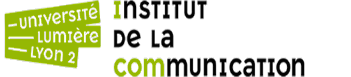 UNIVERSITÉ
LUMIÈRE
LYON 2
INSTITUT
DE LA
COMMUNICATION